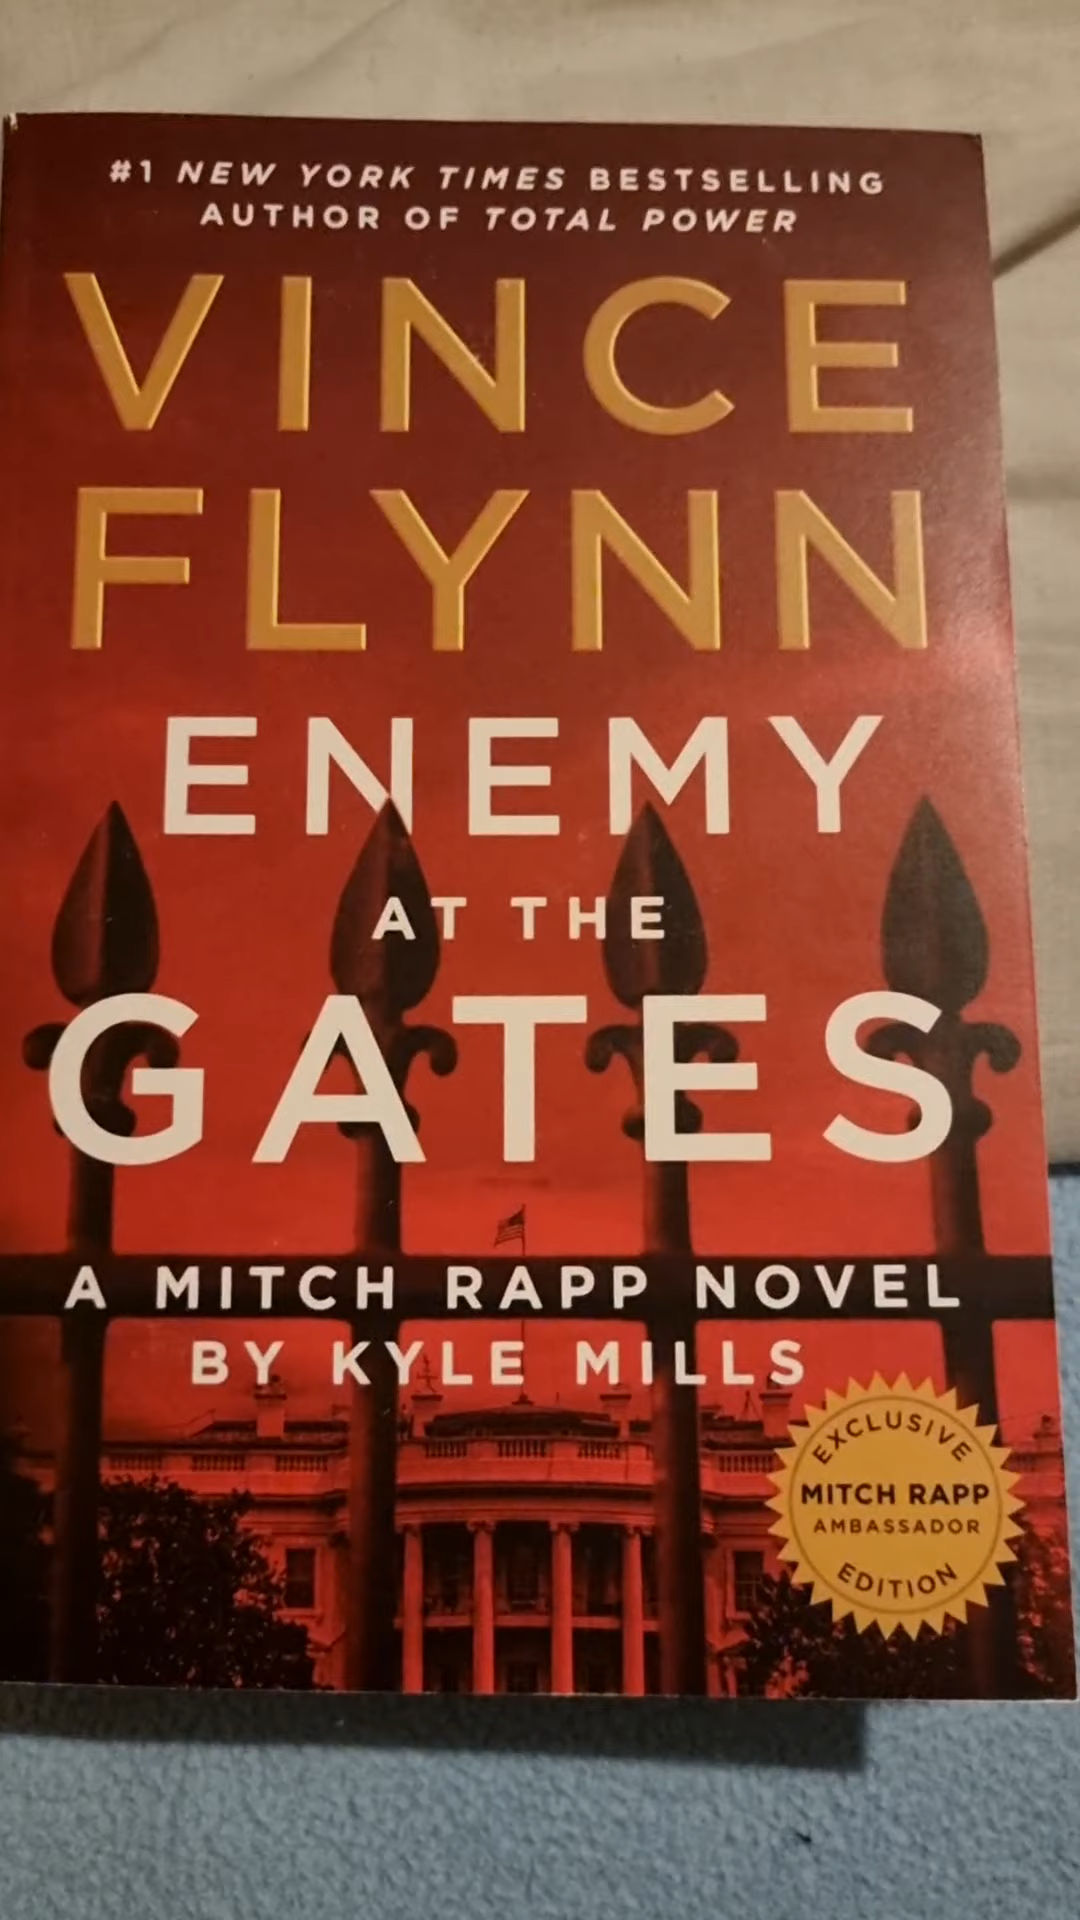 #1 NEW YORK TIMES BESTSELLING
AUTHOR OF TOTAL POWER
VINCE
FLYNN
ENEMY
AT THE
GATES
A MITCH RAPP NOVEL
BY KYLE MILLS
EXCLUSIVE
MITCH RAPP
AMBASSADOR
EDITION